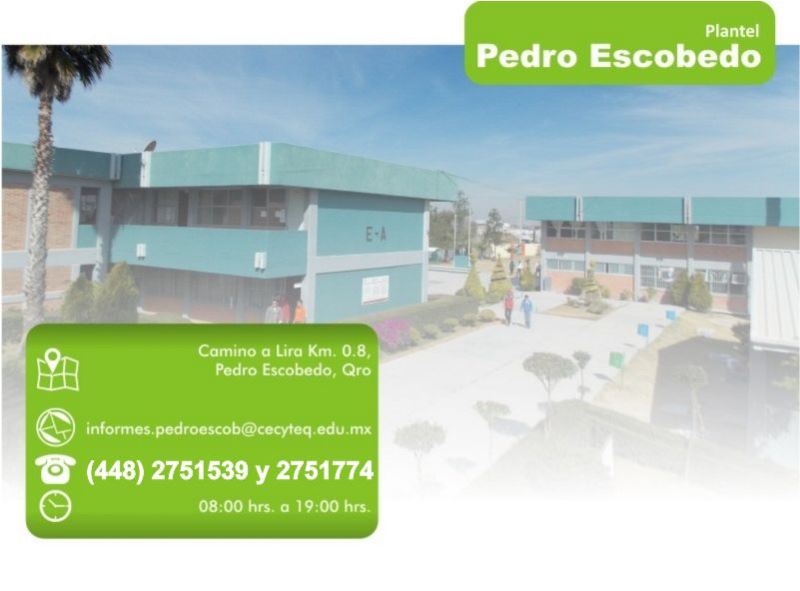 Plantel
Pedro Escobedo
E-A
Camino a Lira Km. 0.8,
Pedro Escobedo, Qro
informes.pedroescob@cecyteq.edu.mx
(448) 2751539 y 2751774
08:00 hrs. a 19:00 hrs.